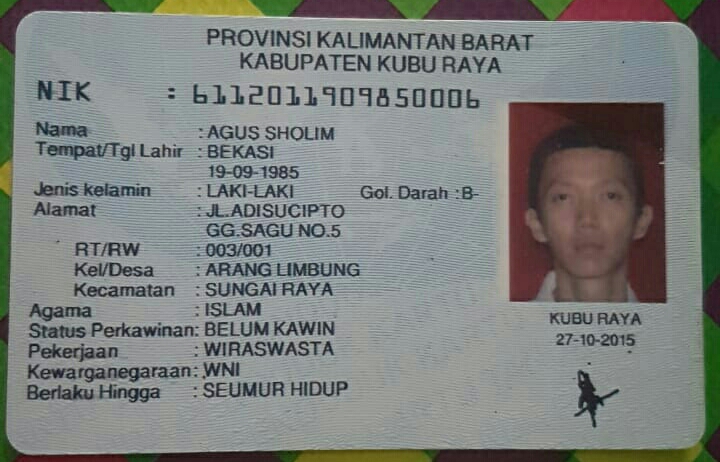 PROVINSI KALIMANTAN BARAT
KABUPATEN KUBU RAYA
NIK : 6112011909850006
Nama : AGUS SHOLIM
Tempat/Tgl Lahir : BEKASI
19-09-1985
Jenis kelamin : LAKI-LAKI Gol. Darah : B-
Alamat : JL.ADISUCIPTO
GG.SAGU NO.5
RT/RW : 003/001
Kel/Desa : ARANG LIMBUNG
Kecamatan : SUNGAI RAYA
Agama : ISLAM
Status Perkawinan: BELUM KAWIN
Pekerjaan : WIRASWASTA
Kewarganegaraan: WNI
Berlaku Hingga : SEUMUR HIDUP
KUBU RAYA
27-10-2015